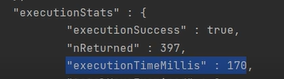 "executionStats" : {
"executionSuccess" : true,
"nReturned" : 397,
"executionTimeMillis" : 170,